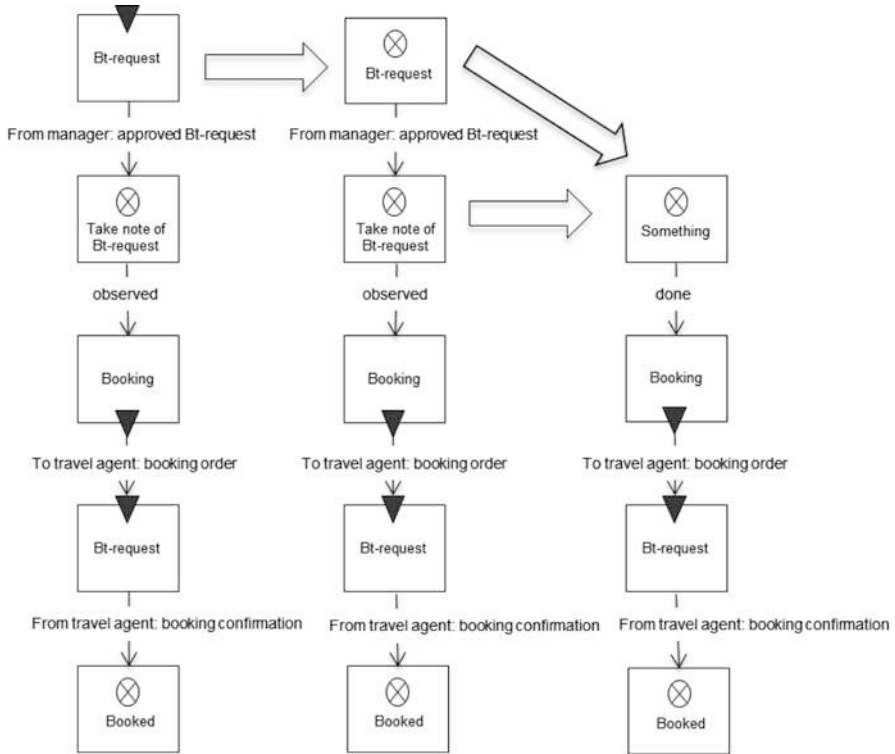 Bt-request
Bt-request
From manager: approved Bt-request
From manager: approved Bt-request
Take note of
Bt-request
Take note of
Bt-request
Something
observed
observed
done
Booking
Booking
Booking
To travel agent: booking order
To travel agent: booking order
To travel agent: booking order
Bt-request
Bt-request
Bt-request
From travel agent: booking confirmation
From travel agent: booking confirmation
From travel agent: booking confirmation
Booked
Booked
Booked